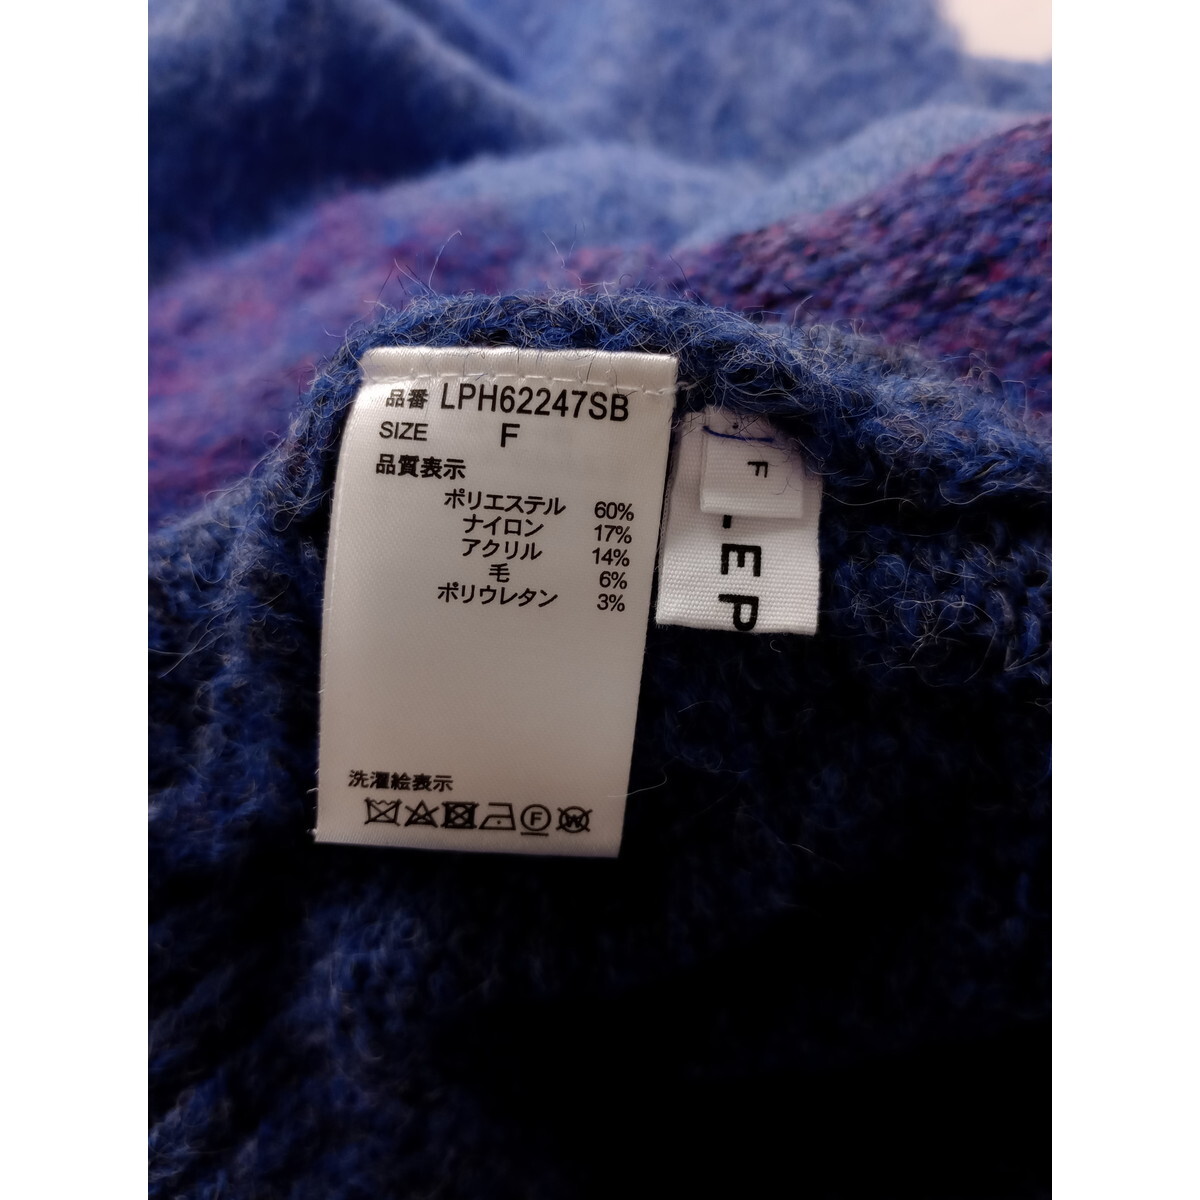 品番 LPH62247SB
SIZE F
品質表示
ポリエステル 60%
ナイロン 17%
アクリル 14%
毛 6%
ポリウレタン 3%
洗濯絵表示
F W
F
LEP